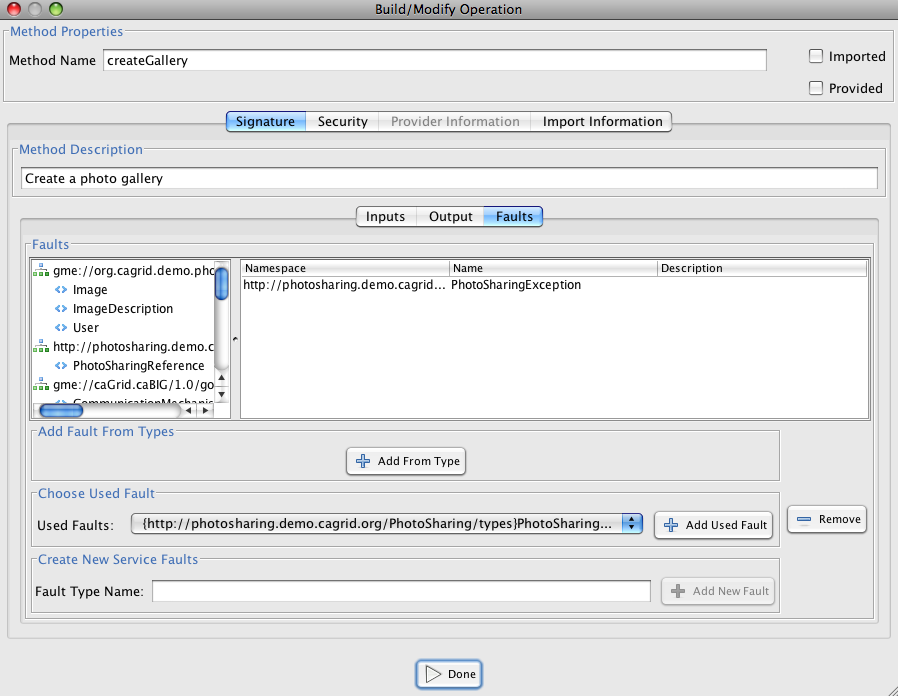 Build/Modify Operation
Method Properties
Method Name createGallery
Imported
Provided
Signature Security Provider Information Import Information
Method Description
Create a photo gallery
Inputs Output Faults
Faults
gme://org.cagrid.demo.pho
Image
ImageDescription
User
http://photosharing.demo.c
PhotoSharingReference
gme://caGrid.caBIG/1.0/go
Namespace Name Description
http://photosharing.demo.cagrid... PhotoSharingException
Add Fault From Types
Add From Type
Choose Used Fault
Used Faults: {http://photosharing.demo.cagrid.org/PhotoSharing/types}PhotoSharing... Add Used Fault
Remove
Create New Service Faults
Fault Type Name: Add New Fault
Done